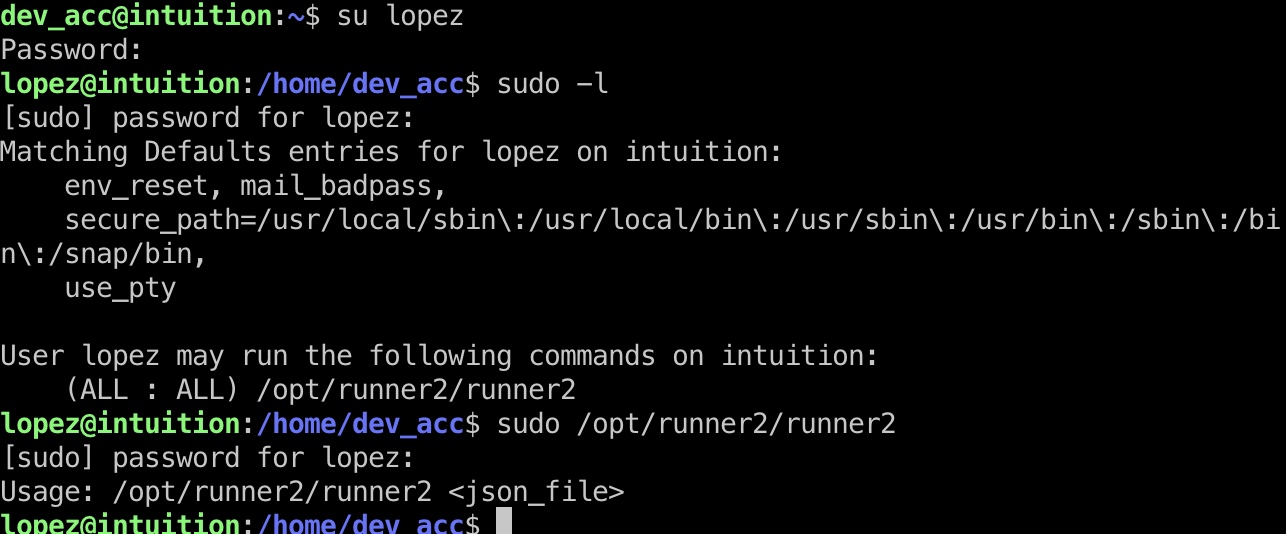 dev_acc@intuition:~$ su lopez
Password:
lopez@intuition:/home/dev_acc$ sudo -l
[sudo] password for lopez:
Matching Defaults entries for lopez on intuition:
    env_reset, mail_badpass,
    secure_path=/usr/local/sbin\:/usr/local/bin\:/usr/sbin\:/usr/bin\:/sbin\:/bi
n\:/snap/bin,
    use_pty

User lopez may run the following commands on intuition:
    (ALL : ALL) /opt/runner2/runner2
lopez@intuition:/home/dev_acc$ sudo /opt/runner2/runner2
[sudo] password for lopez:
Usage: /opt/runner2/runner2 <json_file>
lopez@intuition:/home/dev_acc$